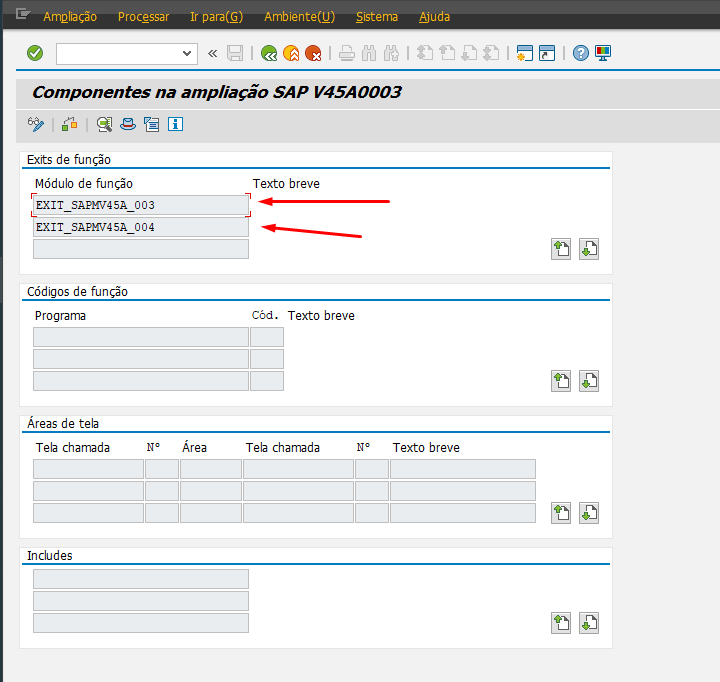 Ampliação Processar Ir para(G) Ambiente(U) Sistema Ajuda
Componentes na ampliação SAP V45A0003
Exits de função
Módulo de função Texto breve
EXIT_SAPMV45A_003
EXIT_SAPMV45A_004
Códigos de função
Programa Cód. Texto breve
Áreas de tela
Tela chamada Nº Área Tela chamada Nº Texto breve
Includes